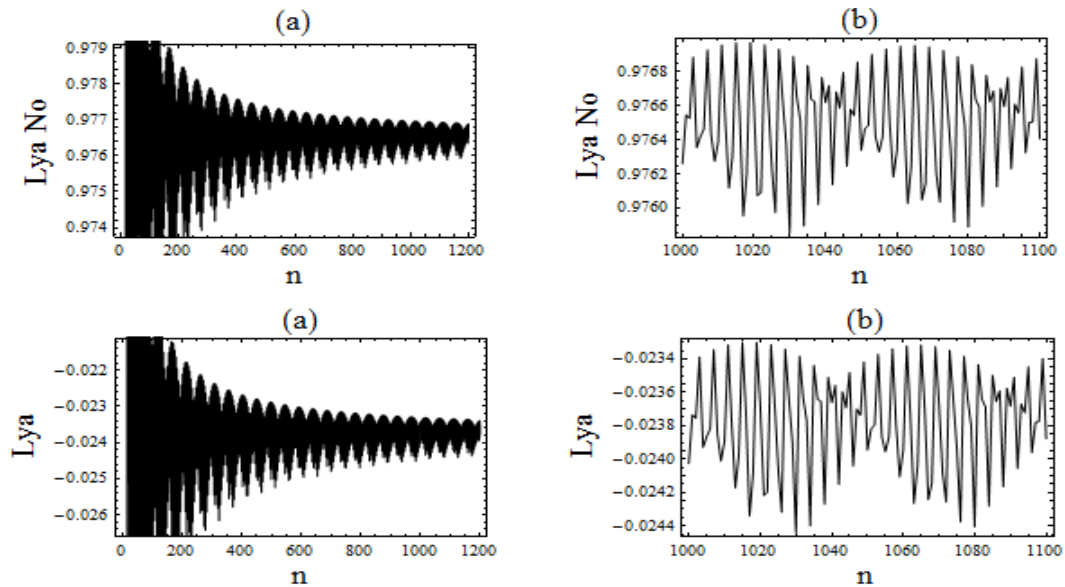 (a)
Lya No
0.979
0.978
0.977
0.976
0.975
0.974
0 200 400 600 800 1000 1200
n
(b)
Lya No
0.9768
0.9766
0.9764
0.9762
0.9760
1000 1020 1040 1060 1080 1100
n
(a)
Lya
−0.022
−0.023
−0.024
−0.025
−0.026
0 200 400 600 800 1000 1200
n
(b)
Lya
−0.0234
−0.0236
−0.0238
−0.0240
−0.0242
−0.0244
1000 1020 1040 1060 1080 1100
n